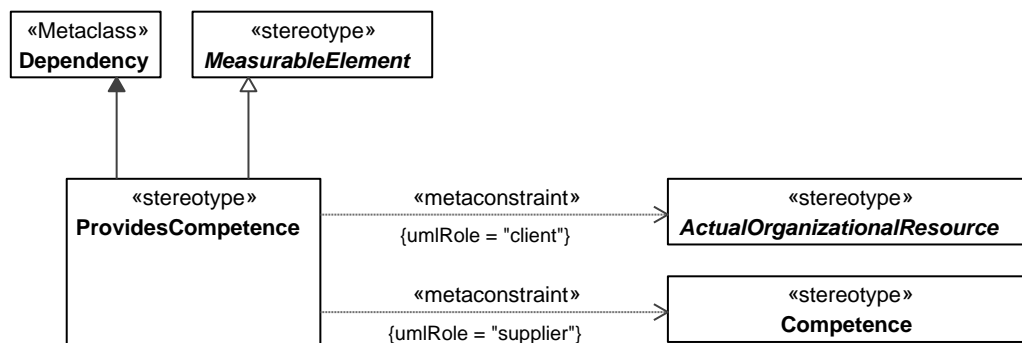 «Metaclass»
Dependency
«stereotype»
MeasurableElement
«stereotype»
ProvidesCompetence
«metaconstraint»
{umlRole = "client"}
«stereotype»
ActualOrganizationalResource
«metaconstraint»
{umlRole = "supplier"}
«stereotype»
Competence